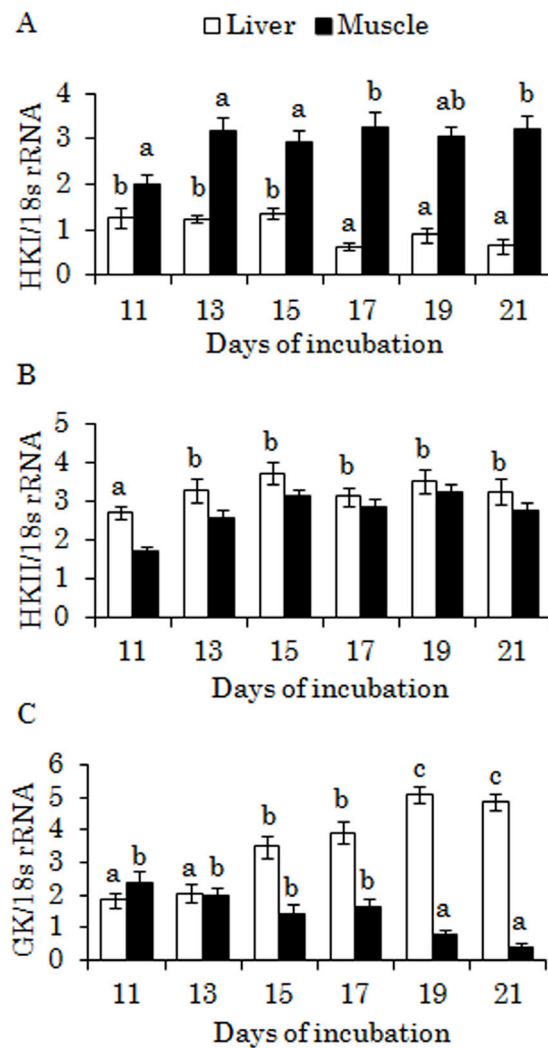 A
Liver Muscle
HKI/18s rRNA
4
3
2
1
0
b a b a b a a b a ab a b
11 13 15 17 19 21
Days of incubation
B
HKII/18s rRNA
5
4
3
2
1
0
a b b b b b
11 13 15 17 19 21
Days of incubation
C
GK/18s rRNA
6
5
4
3
2
1
0
a b a b b b b b c a c a
11 13 15 17 19 21
Days of incubation